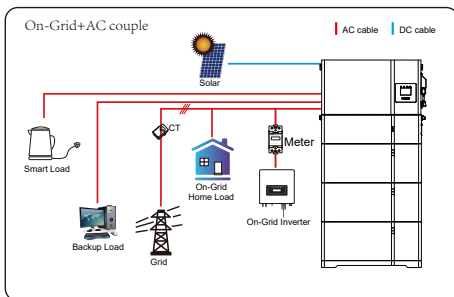 On-Grid+AC couple
AC cable
DC cable
Solar
CT
Meter
Smart Load
On-Grid
Home Load
On-Grid Inverter
Backup Load
Grid